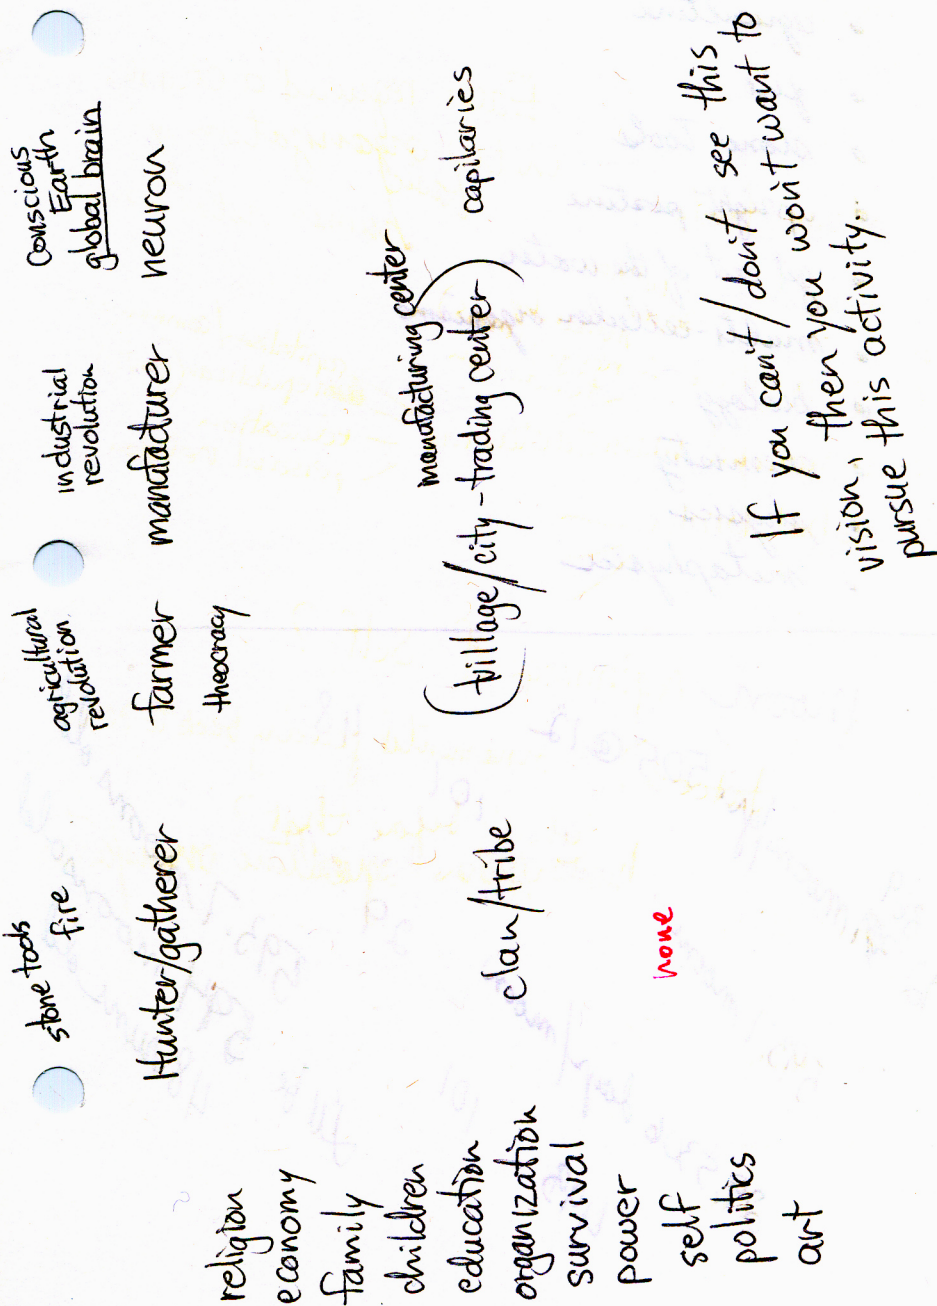 stone tools
fire
agricultural
revolution
industrial
revolution
Conscious
Earth
global brain
Hunter/gatherer
farmer
manufacturer
neuron
religion
theocracy
economy
family
children
manufacturing center
education
organization
clan/tribe
village/city-trading center
capilaries
survival
power
self
none
politics
art
If you can't/don't see this
vision, then you won't want to
pursue this activity.